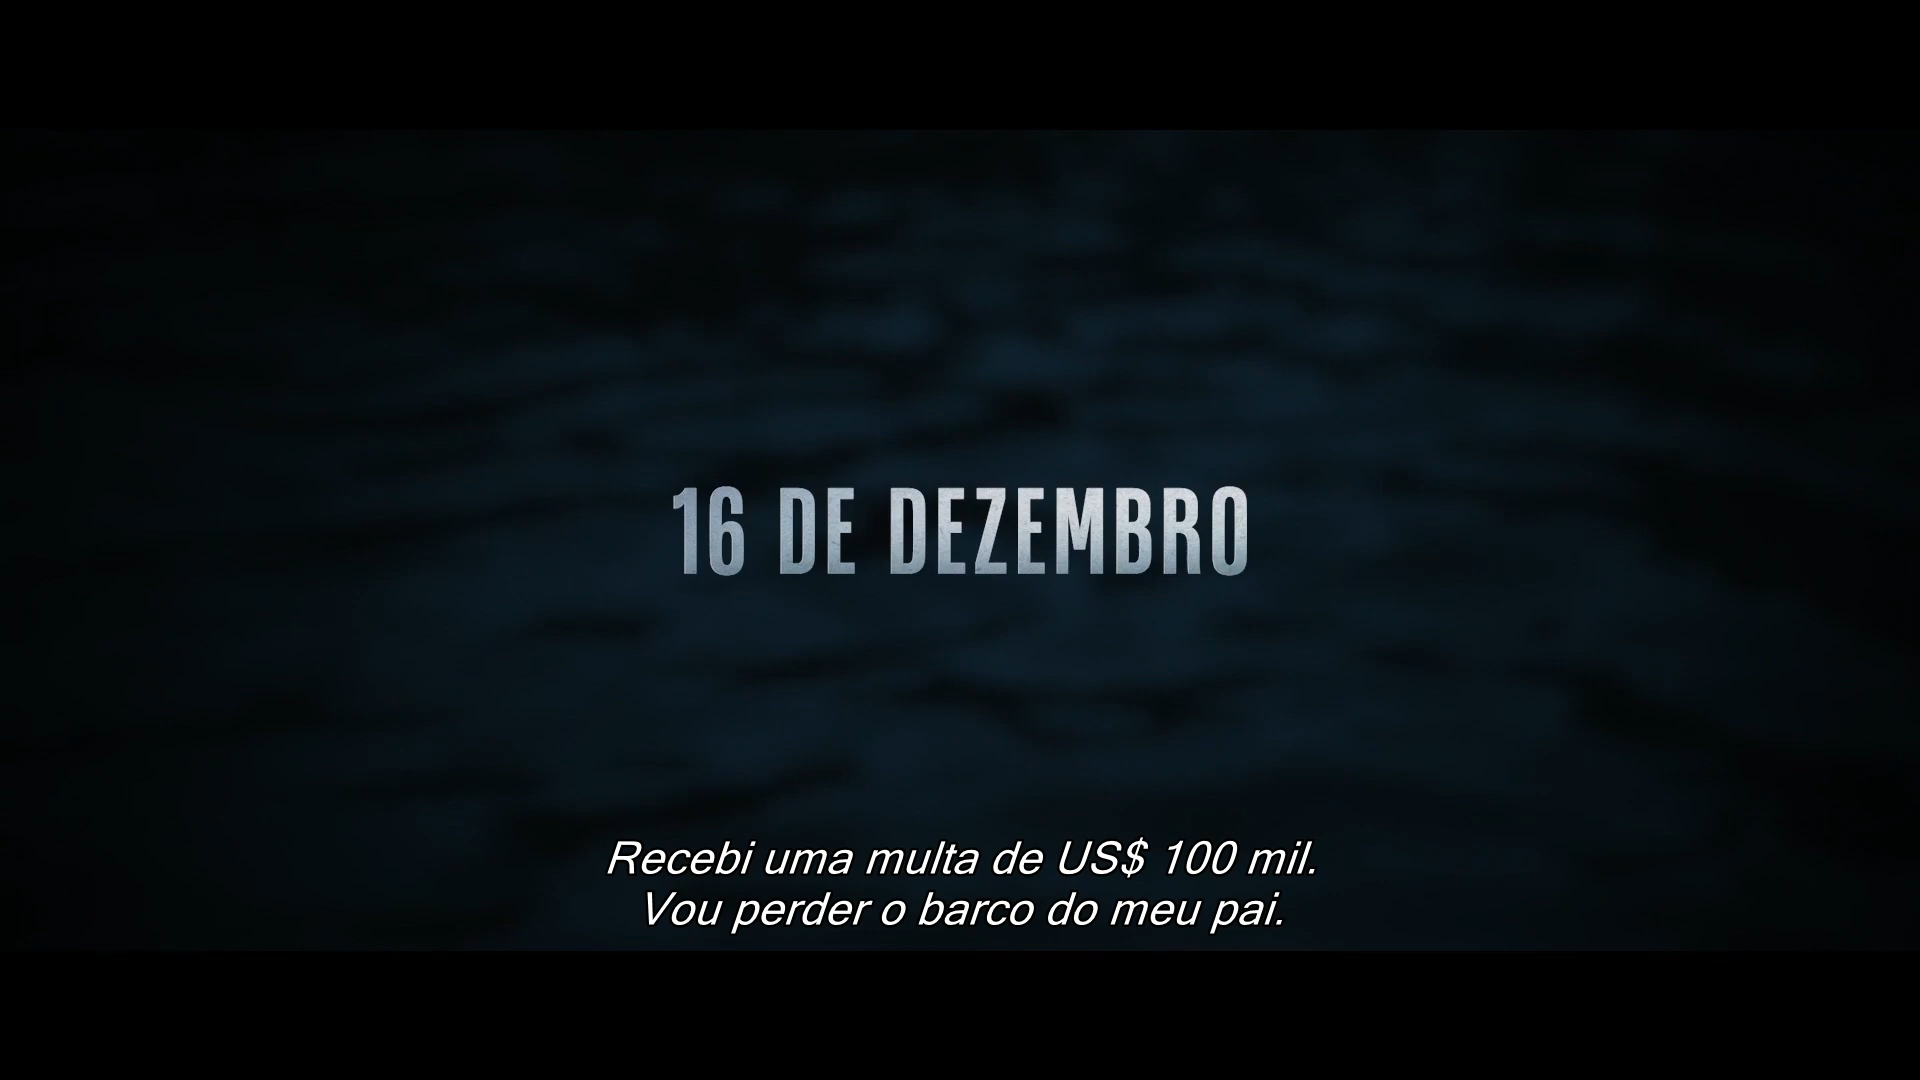 16 DE DEZEMBRO
Recebi uma multa de US$ 100 mil.
Vou perder o barco do meu pai.